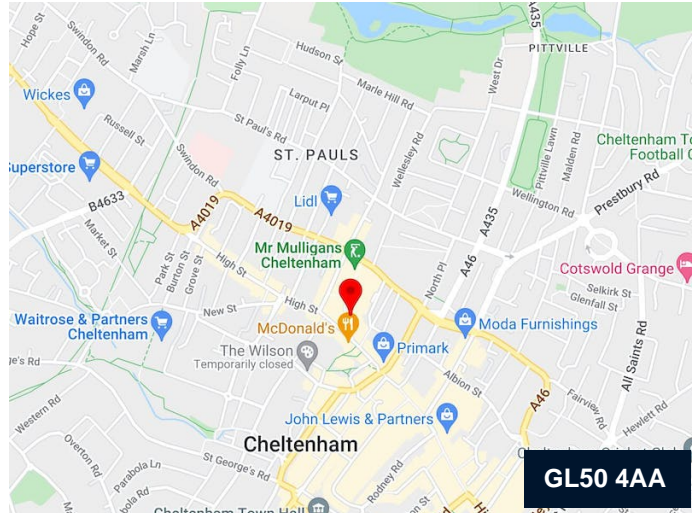 Hope St
Swindon Rd
Marsh Ln
Folly Ln
Hudson St
A435
PITTVILLE
West Dr
Wickes
Larput Pl
Marle Hill Rd
Russell St
St Paul's Rd
Wellesley Rd
Pittville Lawn
Malden Rd
Cheltenham To
Football C
ST. PAULS
Superstore
Swindon Rd
Lidl
Wellington Rd
Prestbury Rd
B4633
A4019
A4019
A435
Market St
Mr Mulligans
Cheltenham
A46
High St
North Pl
Cotswold Grange
Park St
Burton St
Grove St
Selkirk St
Glenfall St
New St
High St
Waitrose & Partners
Cheltenham
McDonald's
Moda Furnishings
The Wilson
Temporarily closed
Primark
All Saints Rd
ge's Rd
Albion St
Fairview Rd
Western Rd
A46
Hewlett Rd
John Lewis & Partners
Overton Rd
Cheltenham
St George's Rd
Parabola Ln
Rodney Rd
GL50 4AA
Cheltenham Town Hall